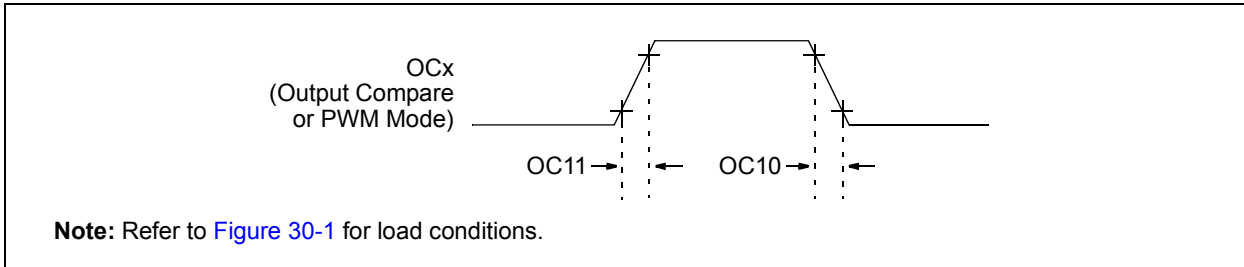 OCx
(Output Compare
or PWM Mode)
OC11
OC10
Note: Refer to Figure 30-1 for load conditions.